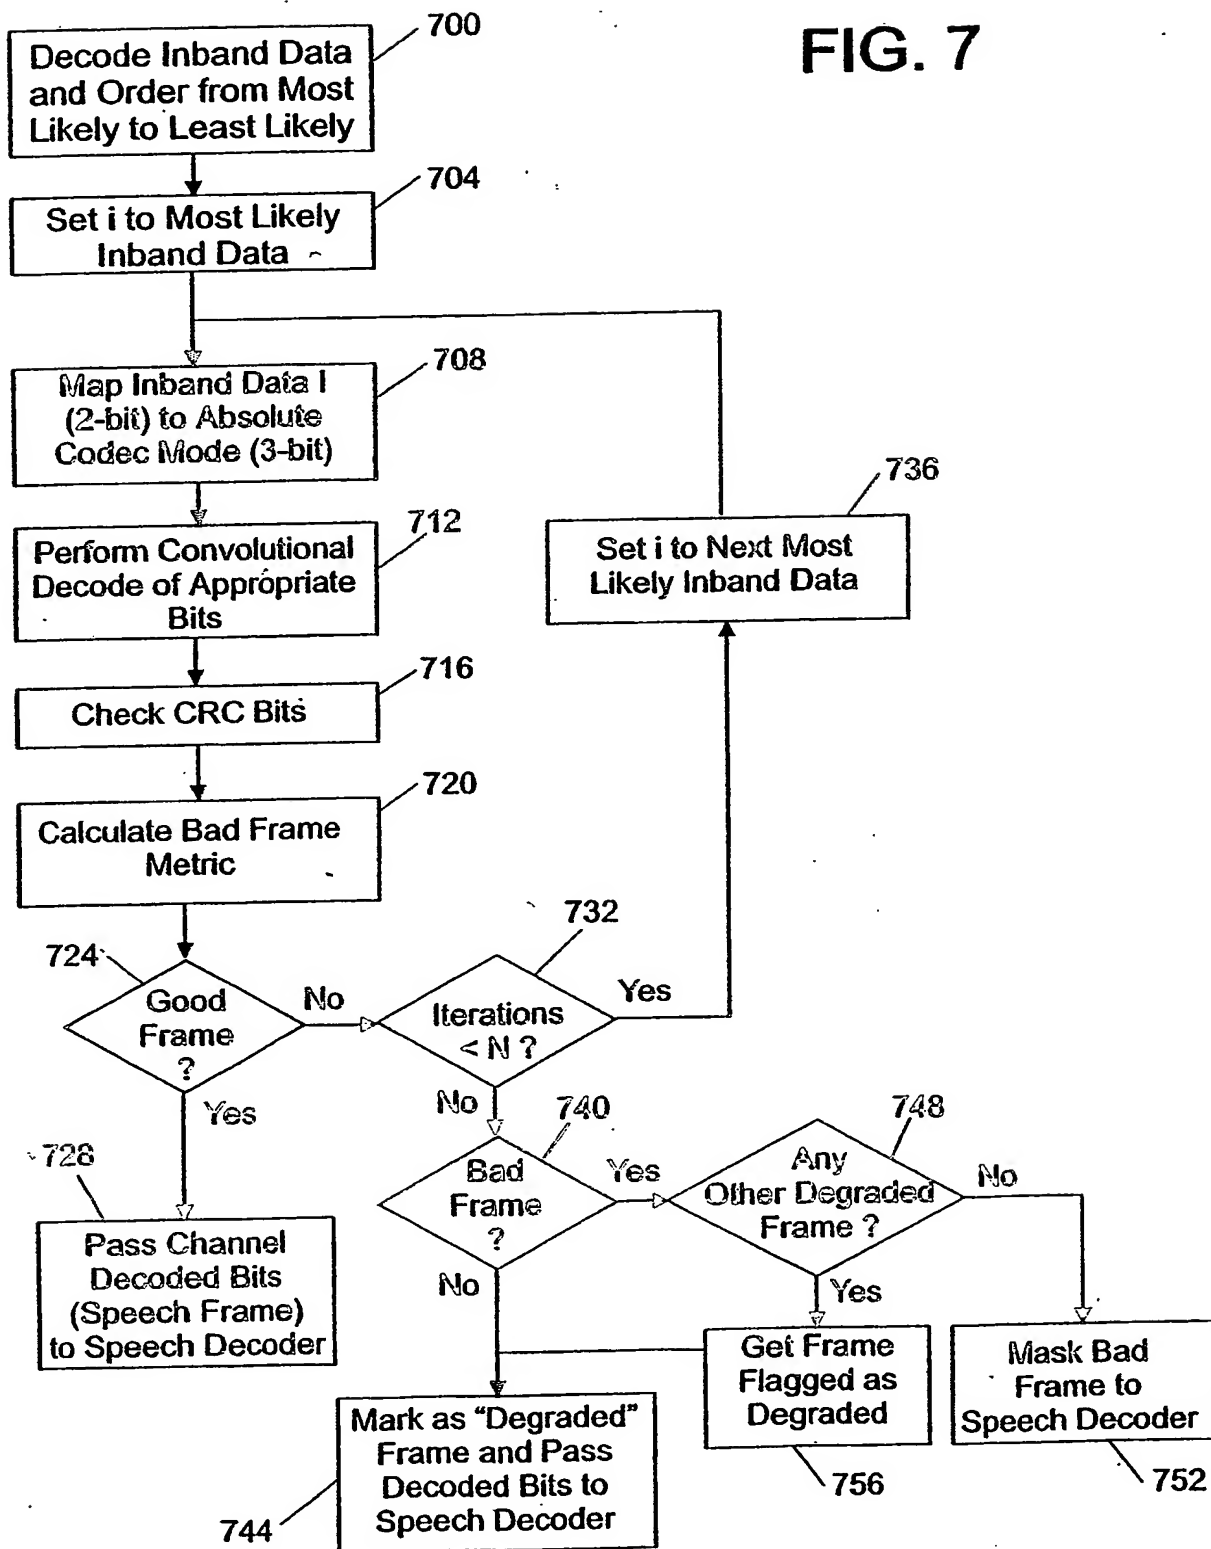 FIG. 7
700
Decode Inband Data
and Order from Most
Likely to Least Likely
704
Set i to Most Likely
Inband Data
708
Map Inband Data I
(2-bit) to Absolute
Codec Mode (3-bit)
736
Set i to Next Most
Likely Inband Data
712
Perform Convolutional
Decode of Appropriate
Bits
716
Check CRC Bits
720
Calculate Bad Frame
Metric
724
Good
Frame
?
No
732
Iterations
< N ?
Yes
Yes
No
728
Pass Channel
Decoded Bits
(Speech Frame)
to Speech Decoder
740
Bad
Frame
?
Yes
748
Any
Other Degraded
Frame ?
No
No
Yes
Get Frame
Flagged as
Degraded
756
Mask Bad
Frame to
Speech Decoder
752
Mark as "Degraded"
Frame and Pass
Decoded Bits to
Speech Decoder
744